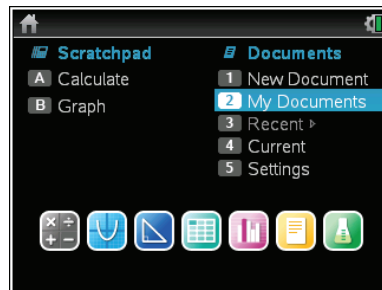 Scratchpad
A Calculate
B Graph
Documents
1 New Document
2 My Documents
3 Recent ▹
4 Current
5 Settings
× ÷
+ −